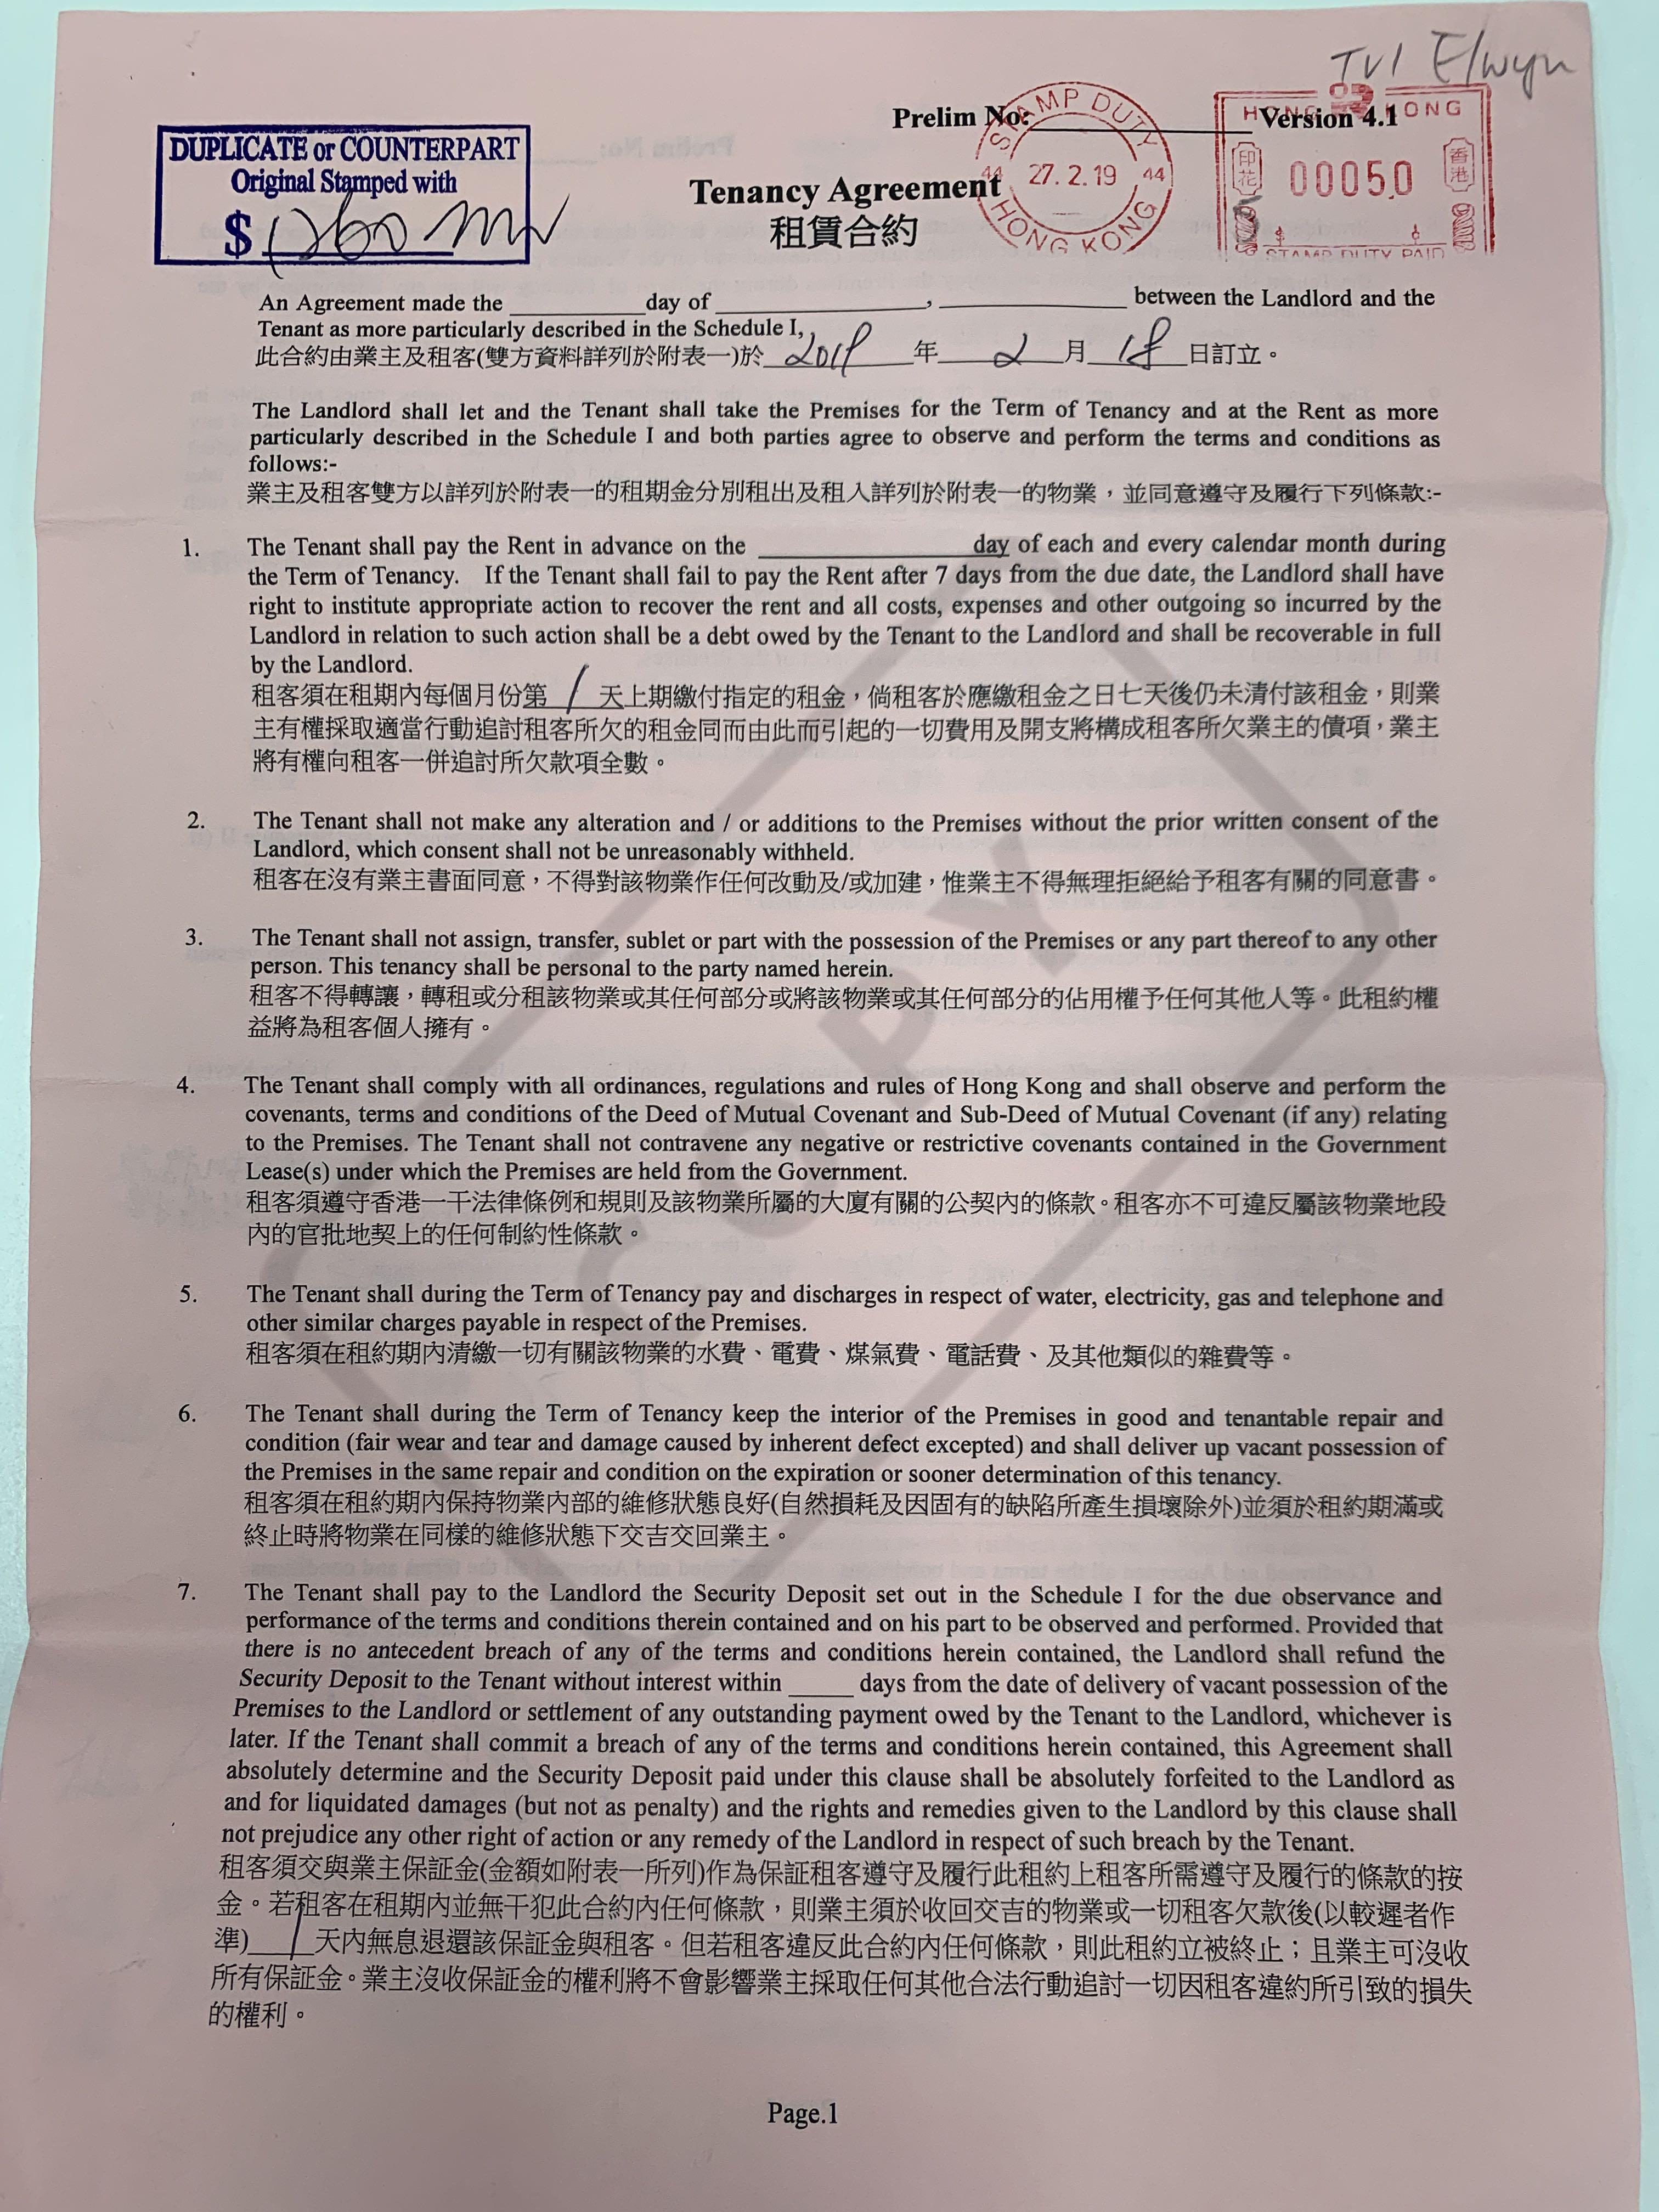 TV1 Elwyn
Prelim No: Version 4.1
DUPLICATE or COUNTERPART
Original Stamped with
$
STAMP DUTY
44 27.2.19 44
HONG KONG
HONG KONG
印花 00050 香港
$ ¢
STAMP DUTY PAID
Tenancy Agreement
租賃合約
An Agreement made the day of , between the Landlord and the
Tenant as more particularly described in the Schedule I,
此合約由業主及租客(雙方資料詳列於附表一)於 2019 年 2 月 18 日訂立。
The Landlord shall let and the Tenant shall take the Premises for the Term of Tenancy and at the Rent as more
particularly described in the Schedule I and both parties agree to observe and perform the terms and conditions as
follows:-
業主及租客雙方以詳列於附表一的租期金分別租出及租入詳列於附表一的物業，並同意遵守及履行下列條款:-
1. The Tenant shall pay the Rent in advance on the day of each and every calendar month during
the Term of Tenancy. If the Tenant shall fail to pay the Rent after 7 days from the due date, the Landlord shall have
right to institute appropriate action to recover the rent and all costs, expenses and other outgoing so incurred by the
Landlord in relation to such action shall be a debt owed by the Tenant to the Landlord and shall be recoverable in full
by the Landlord.
租客須在租期內每個月份第 1 天上期繳付指定的租金，倘租客於應繳租金之日七天後仍未清付該租金，則業
主有權採取適當行動追討租客所欠的租金同而由此而引起的一切費用及開支將構成租客所欠業主的債項，業主
將有權向租客一併追討所欠款項全數。
2. The Tenant shall not make any alteration and / or additions to the Premises without the prior written consent of the
Landlord, which consent shall not be unreasonably withheld.
租客在沒有業主書面同意，不得對該物業作任何改動及/或加建，惟業主不得無理拒絕給予租客有關的同意書。
3. The Tenant shall not assign, transfer, sublet or part with the possession of the Premises or any part thereof to any other
person. This tenancy shall be personal to the party named herein.
租客不得轉讓，轉租或分租該物業或其任何部分或將該物業或其任何部分的佔用權予任何其他人等。此租約權
益將為租客個人擁有。
4. The Tenant shall comply with all ordinances, regulations and rules of Hong Kong and shall observe and perform the
covenants, terms and conditions of the Deed of Mutual Covenant and Sub-Deed of Mutual Covenant (if any) relating
to the Premises. The Tenant shall not contravene any negative or restrictive covenants contained in the Government
Lease(s) under which the Premises are held from the Government.
租客須遵守香港一干法律條例和規則及該物業所屬的大廈有關的公契內的條款。租客亦不可違反屬該物業地段
內的官批地契上的任何制約性條款。
5. The Tenant shall during the Term of Tenancy pay and discharges in respect of water, electricity, gas and telephone and
other similar charges payable in respect of the Premises.
租客須在租約期內清繳一切有關該物業的水費、電費、煤氣費、電話費、及其他類似的雜費等。
6. The Tenant shall during the Term of Tenancy keep the interior of the Premises in good and tenantable repair and
condition (fair wear and tear and damage caused by inherent defect excepted) and shall deliver up vacant possession of
the Premises in the same repair and condition on the expiration or sooner determination of this tenancy.
租客須在租約期內保持物業內部的維修狀態良好(自然損耗及因固有的缺陷所產生損壞除外)並須於租約期滿或
終止時將物業在同樣的維修狀態下交吉交回業主。
7. The Tenant shall pay to the Landlord the Security Deposit set out in the Schedule I for the due observance and
performance of the terms and conditions therein contained and on his part to be observed and performed. Provided that
there is no antecedent breach of any of the terms and conditions herein contained, the Landlord shall refund the
Security Deposit to the Tenant without interest within days from the date of delivery of vacant possession of the
Premises to the Landlord or settlement of any outstanding payment owed by the Tenant to the Landlord, whichever is
later. If the Tenant shall commit a breach of any of the terms and conditions herein contained, this Agreement shall
absolutely determine and the Security Deposit paid under this clause shall be absolutely forfeited to the Landlord as
and for liquidated damages (but not as penalty) and the rights and remedies given to the Landlord by this clause shall
not prejudice any other right of action or any remedy of the Landlord in respect of such breach by the Tenant.
租客須交與業主保証金(金額如附表一所列)作為保証租客遵守及履行此租約上租客所需遵守及履行的條款的按
金。若租客在租期內並無干犯此合約內任何條款，則業主須於收回交吉的物業或一切租客欠款後(以較遲者作
準) 1 天內無息退還該保証金與租客。但若租客違反此合約內任何條款，則此租約立被終止；且業主可沒收
所有保証金。業主沒收保証金的權利將不會影響業主採取任何其他合法行動追討一切因租客違約所引致的損失
的權利。
COPY
Page.1